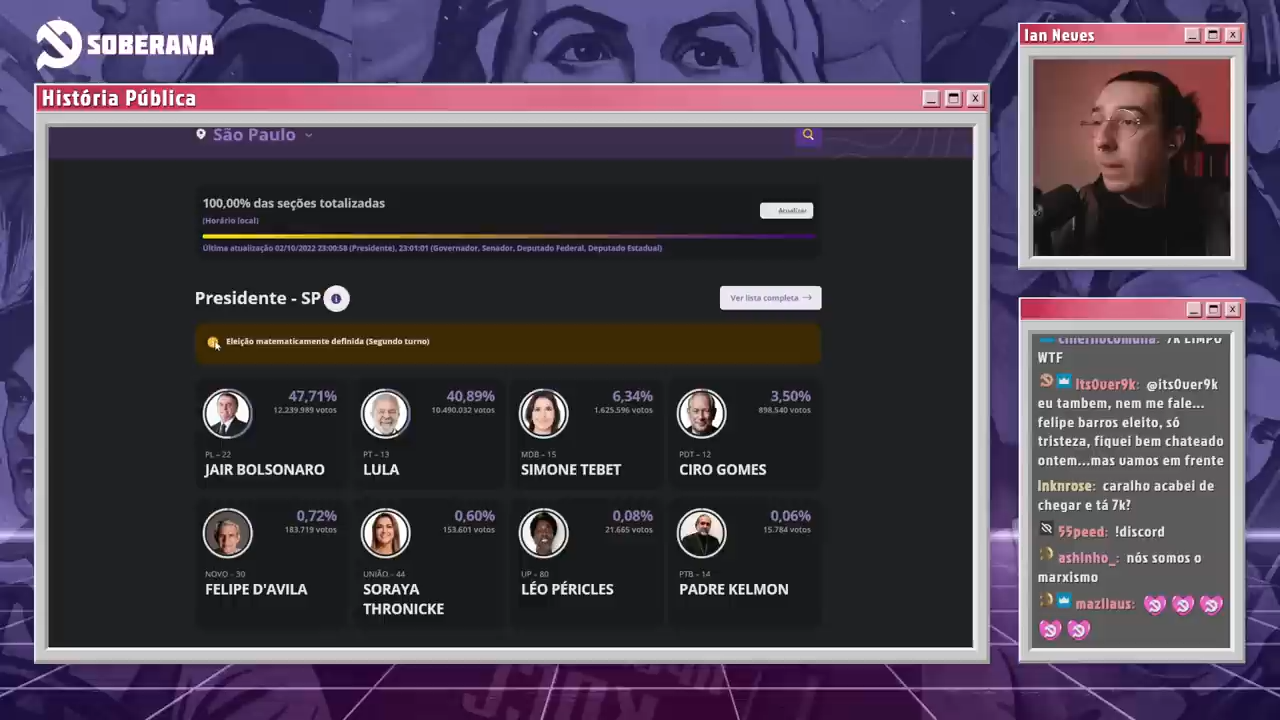 SOBERANA
Ian Neves
História Pública
São Paulo
100,00% das seções totalizadas
(Horário local)
Atualizar
Última atualização 02/10/2022 23:00:58 (Presidente), 23:01:01 (Governador, Senador, Deputado Federal, Deputado Estadual)
Presidente - SP
Ver lista completa →
Eleição matematicamente definida (Segundo turno)
47,71%
12.239.989 votos
PL – 22
JAIR BOLSONARO
40,89%
10.490.032 votos
PT – 13
LULA
6,34%
1.625.596 votos
MDB – 15
SIMONE TEBET
3,50%
898.540 votos
PDT – 12
CIRO GOMES
0,72%
183.719 votos
NOVO – 30
FELIPE D'AVILA
0,60%
153.601 votos
UNIÃO – 44
SORAYA
THRONICKE
0,08%
21.665 votos
UP – 80
LÉO PÉRICLES
0,06%
15.784 votos
PTB – 14
PADRE KELMON
WTF
Its0ver9k: @its0ver9k
eu tambem, nem me fale...
felipe barros eleito, só
tristeza, fiquei bem chateado
ontem...mas vamos em frente
Inknrose: caralho acabei de
chegar e tá 7k?
55peed: !discord
ashinho_: nós somos o
marxismo
mazllaus: